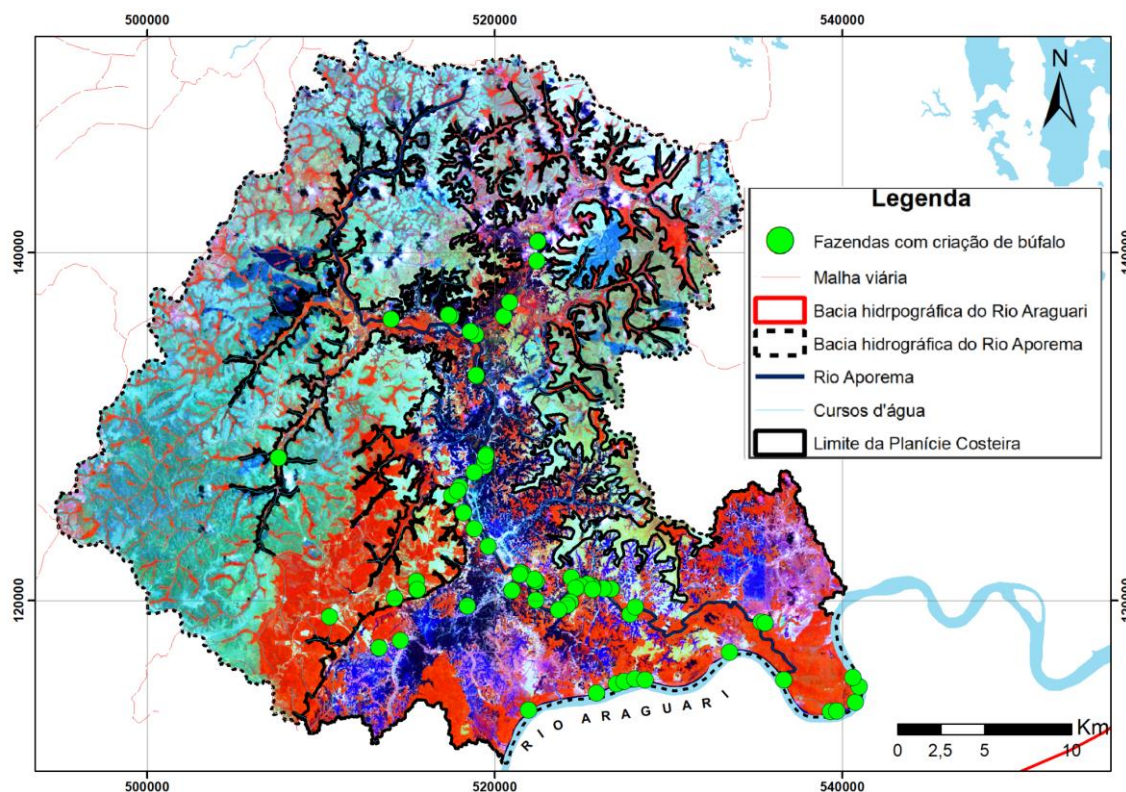 500000 520000 540000
N
140000
140000
Legenda
Fazendas com criação de búfalo
Malha viária
Bacia hidrpográfica do Rio Araguari
Bacia hidrográfica do Rio Aporema
Rio Aporema
Cursos d'água
Limite da Planície Costeira
120000
120000
RIO ARAGUARI
Km
0 2,5 5 10
500000 520000 540000